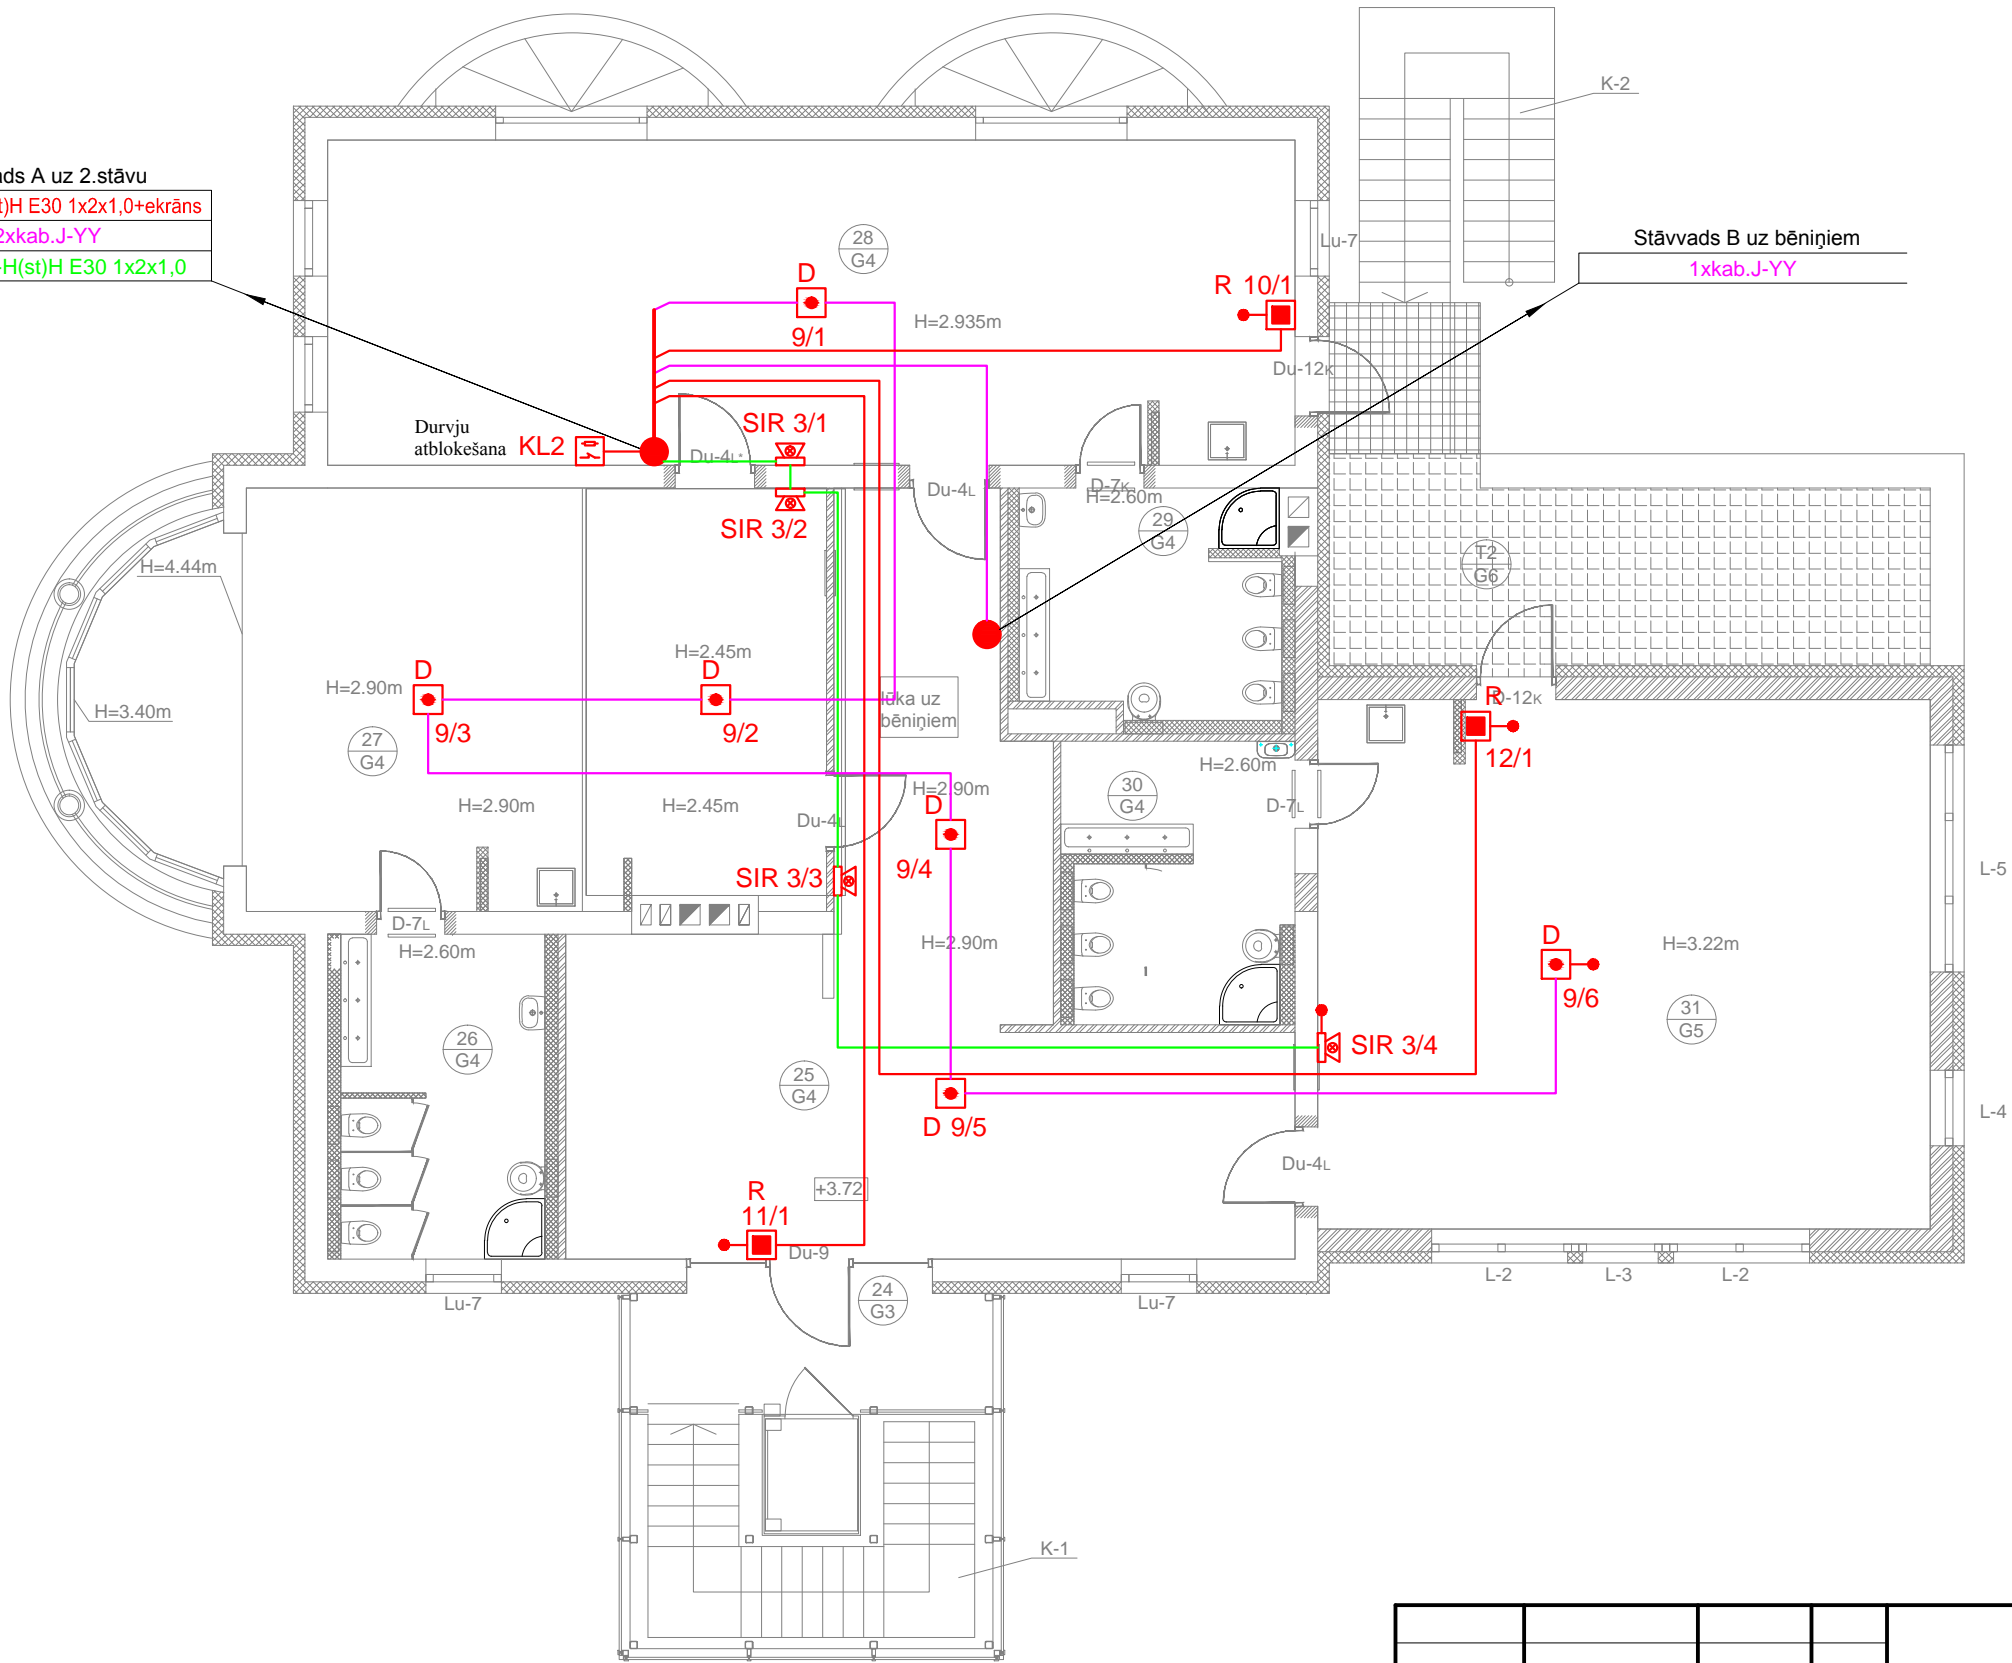 K-2
ds A uz 2.stāvu
t)H E30 1x2x1,0+ekrāns
2xkab.J-YY
H(st)H E30 1x2x1,0
28
G4
Lu-7
Stāvvads B uz bēniņiem
1xkab.J-YY
D
9/1
H=2.935m
R 10/1
Du-12K
Durvju
atblokešana
KL2
SIR 3/1
Du-4L*
Du-4L
D-7K
H=2.60m
SIR 3/2
29
G4
T2
G6
H=4.44m
H=2.45m
D
9/3
H=2.90m
D
9/2
lūka uz
bēniņiem
H=3.40m
27
G4
R
D-12K
12/1
H=2.60m
H=2.90m
H=2.45m
H=2.90m
D
9/4
Du-4L
30
G4
D-7L
SIR 3/3
L-5
D-7L
H=2.60m
H=2.90m
D
9/6
H=3.22m
31
G5
26
G4
SIR 3/4
25
G4
D 9/5
L-4
Du-4L
+3.72
R
11/1
Du-9
L-2
L-3
L-2
Lu-7
24
G3
Lu-7
K-1